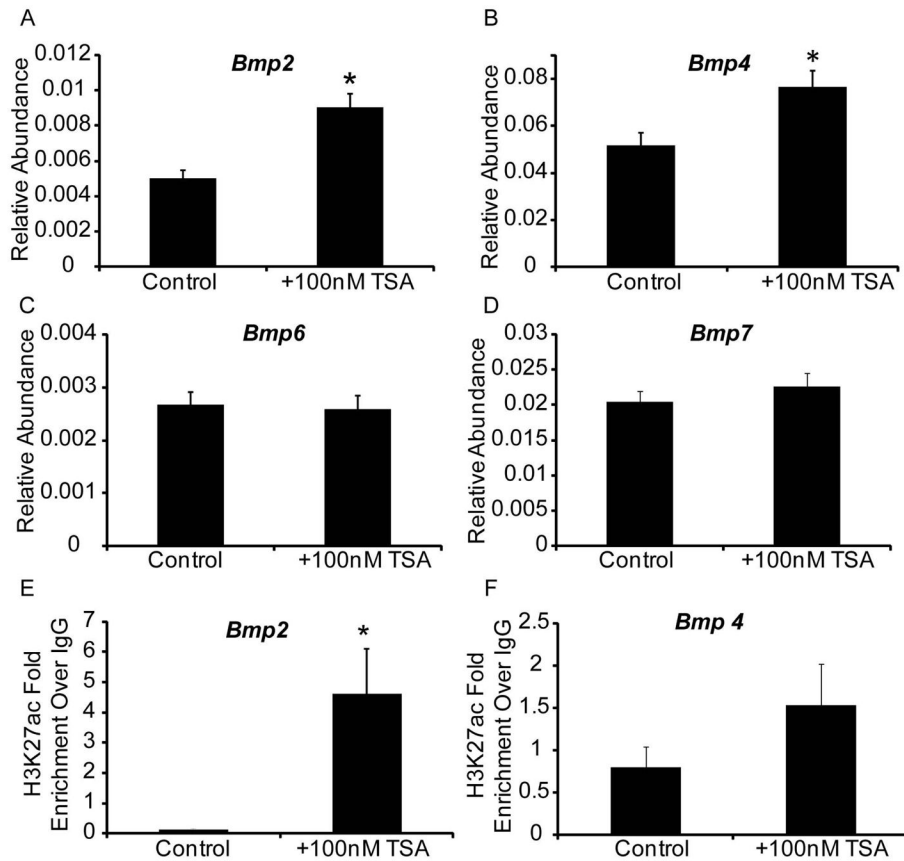 A
Bmp2
Relative Abundance
0.012
0.01
0.008
0.006
0.004
0.002
0
*
Control
+100nM TSA
B
Bmp4
Relative Abundance
0.08
0.06
0.04
0.02
0
*
Control
+100nM TSA
C
Bmp6
Relative Abundance
0.004
0.003
0.002
0.001
0
Control
+100nM TSA
D
Bmp7
Relative Abundance
0.03
0.025
0.02
0.015
0.01
0.005
0
Control
+100nM TSA
E
Bmp2
H3K27ac Fold
Enrichment Over IgG
7
6
5
4
3
2
1
0
*
Control
+100nM TSA
F
Bmp 4
H3K27ac Fold
Enrichment Over IgG
2.5
2
1.5
1
0.5
0
Control
+100nM TSA